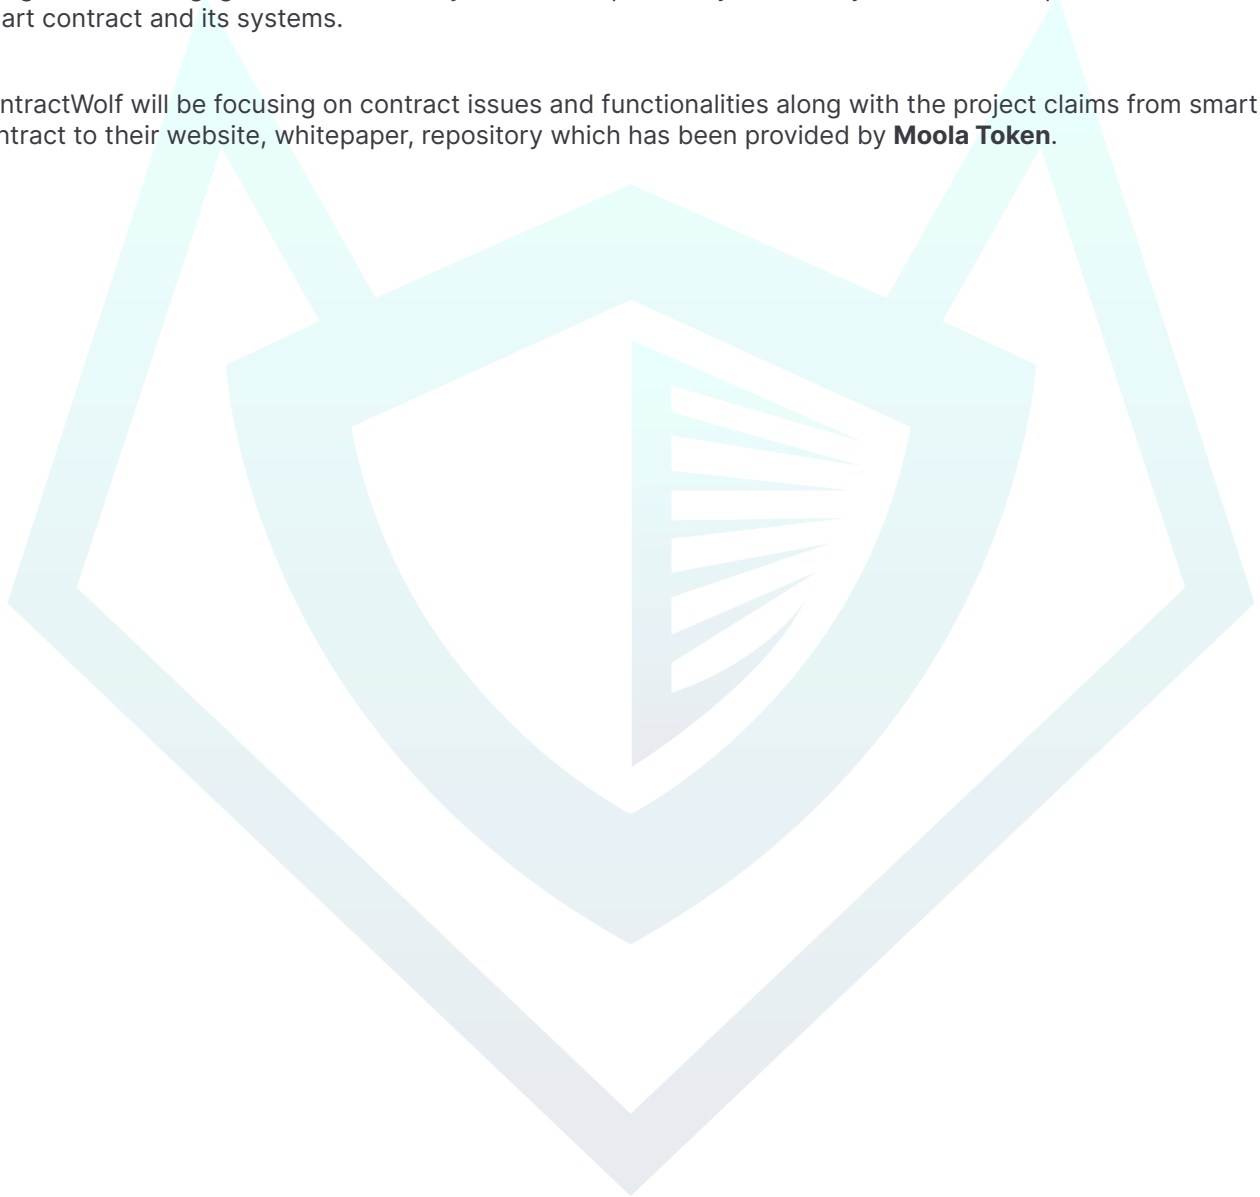 art contract and its systems.
ntractWolf will be focusing on contract issues and functionalities along with the project claims from smart
ntract to their website, whitepaper, repository which has been provided by Moola Token.